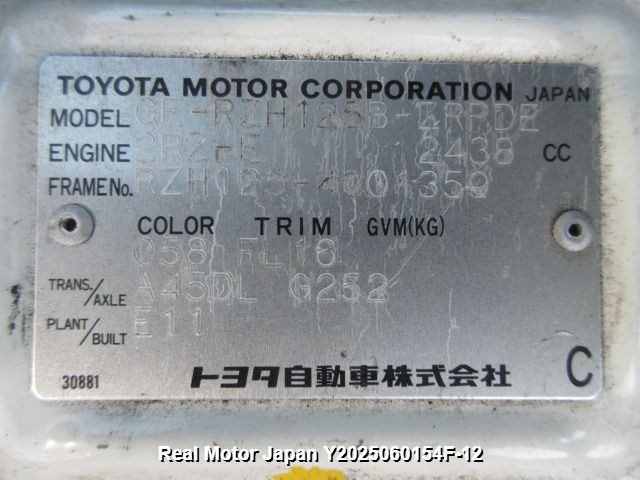 TOYOTA MOTOR CORPORATION JAPAN
MODEL GE-RZH125B-ERPDE
ENGINE 2RZ-FE 2438 CC
FRAME No. RZH125-4001359
COLOR TRIM GVM(KG)
058 FL16
TRANS./AXLE A45DL G252
PLANT/BUILT E11
30881 トヨタ自動車株式会社 C
Real Motor Japan Y2025060154F-12